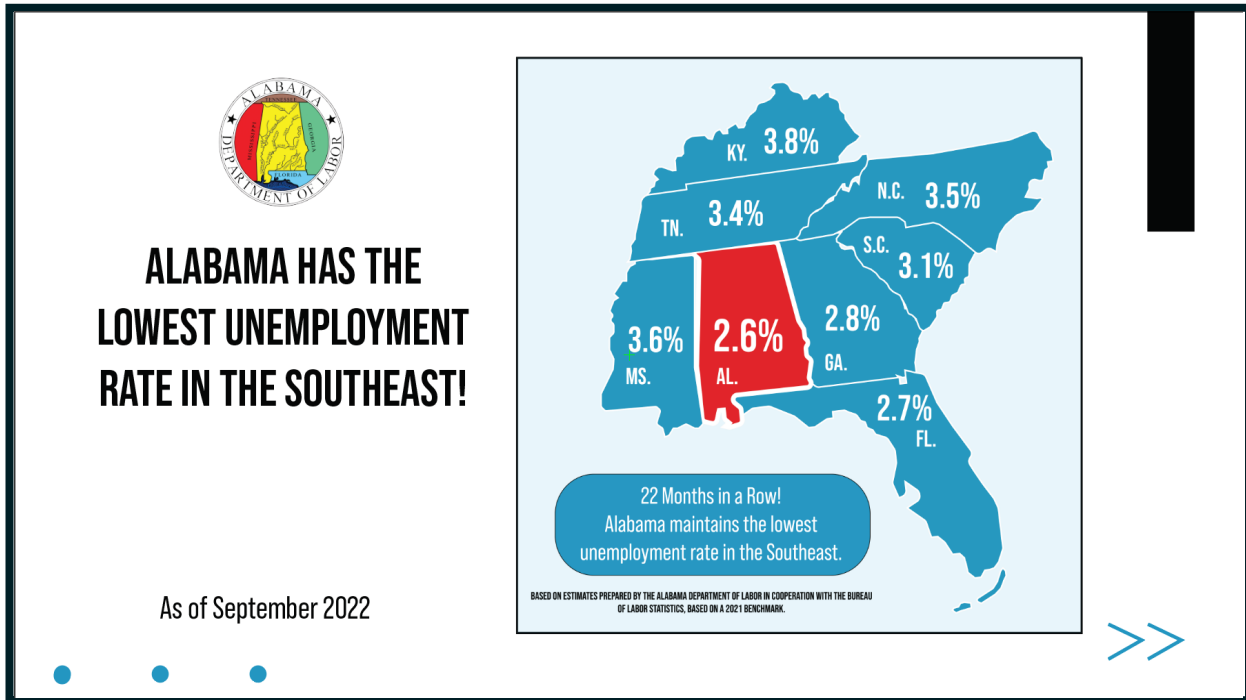 ALABAMA
DEPARTMENT OF LABOR
TENNESSEE
MISSISSIPPI
GEORGIA
FLORIDA
ALABAMA HAS THE
LOWEST UNEMPLOYMENT
RATE IN THE SOUTHEAST!
As of September 2022
KY. 3.8%
TN. 3.4%
N.C. 3.5%
S.C. 3.1%
3.6%
MS.
2.6%
AL.
2.8%
GA.
2.7%
FL.
22 Months in a Row!
Alabama maintains the lowest
unemployment rate in the Southeast.
BASED ON ESTIMATES PREPARED BY THE ALABAMA DEPARTMENT OF LABOR IN COOPERATION WITH THE BUREAU
OF LABOR STATISTICS, BASED ON A 2021 BENCHMARK.